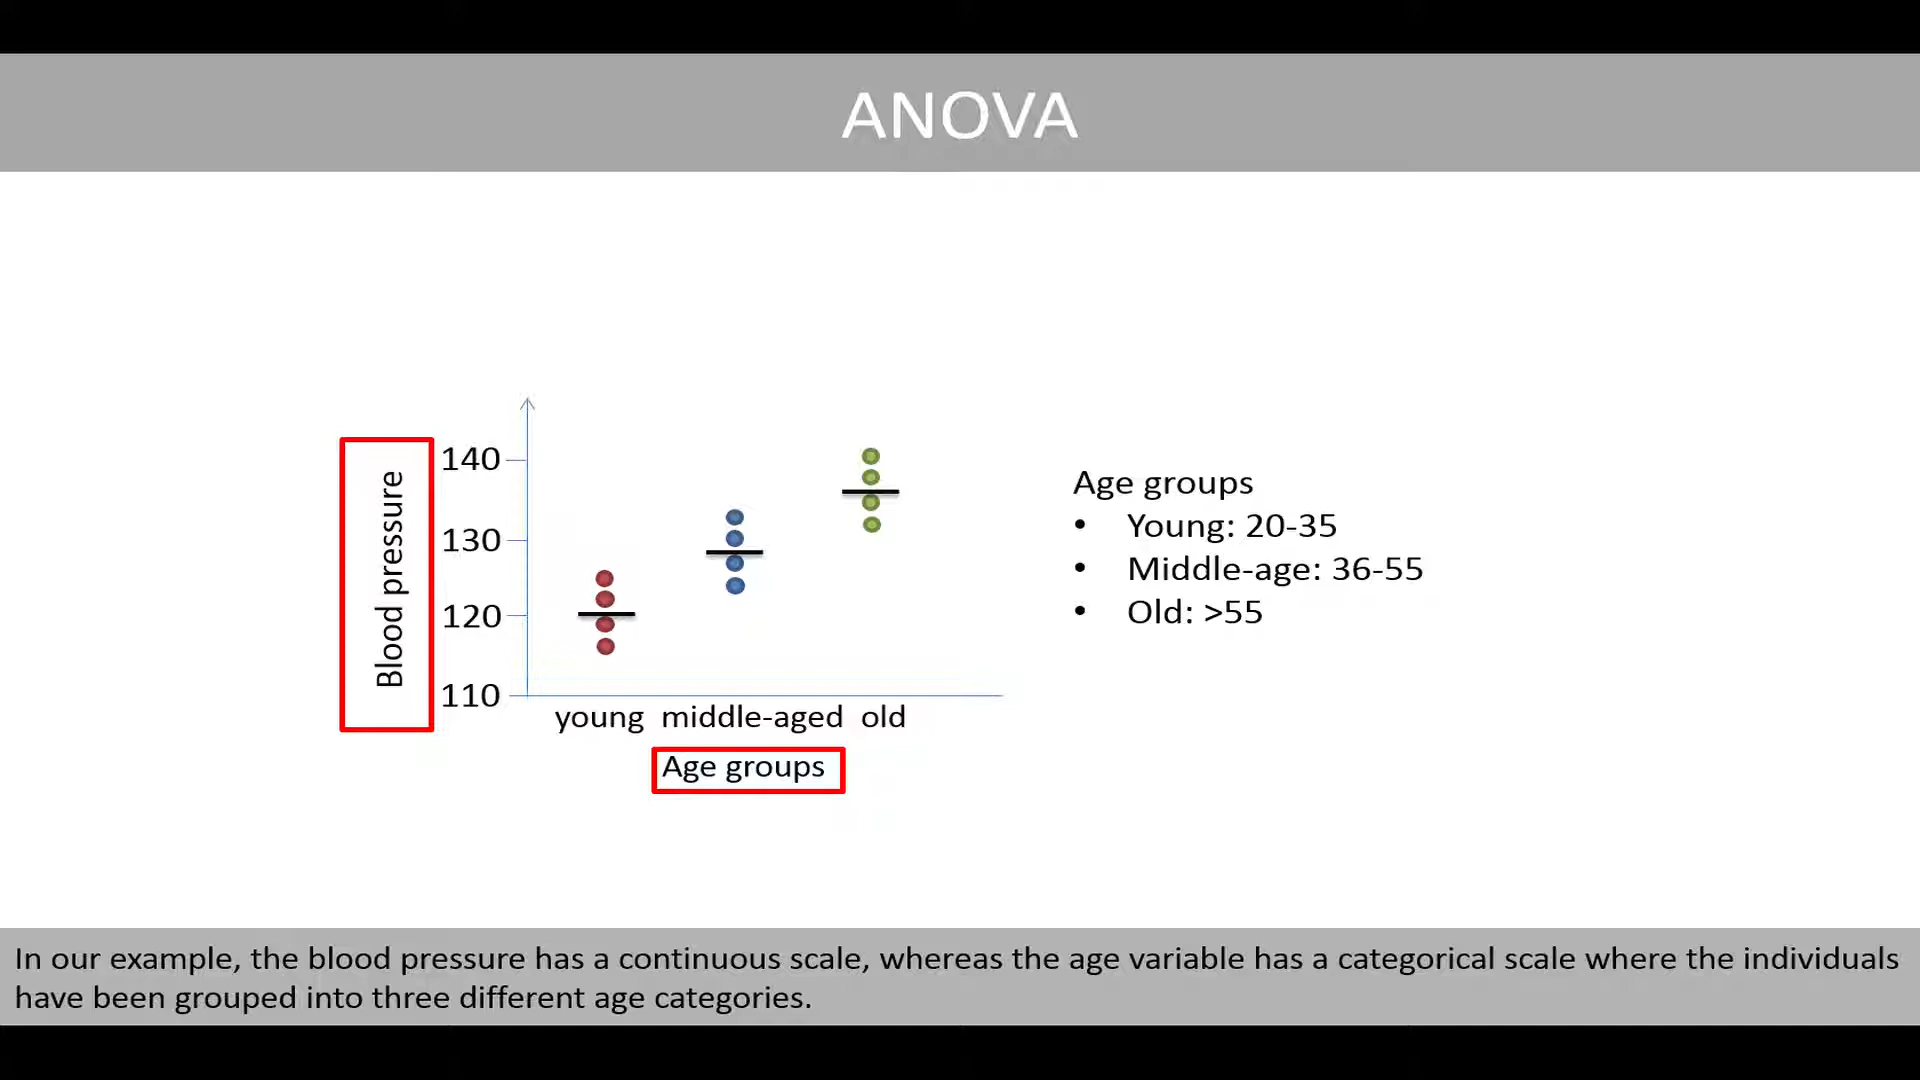 ANOVA
Blood pressure
140
130
120
110
young middle-aged old
Age groups
Age groups
• Young: 20-35
• Middle-age: 36-55
• Old: >55
In our example, the blood pressure has a continuous scale, whereas the age variable has a categorical scale where the individuals
have been grouped into three different age categories.